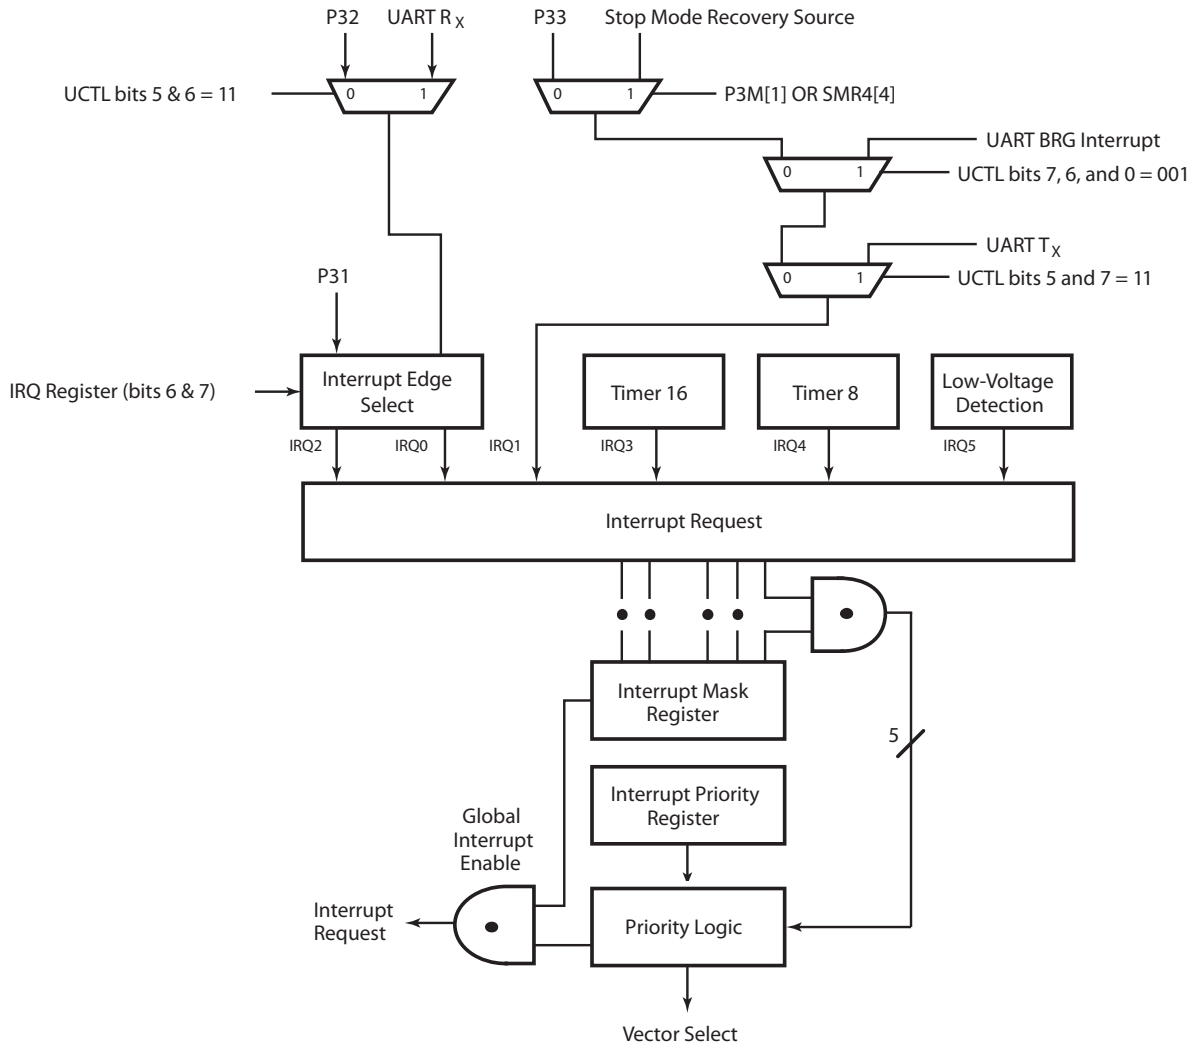 P32
UART RX
P33
Stop Mode Recovery Source
UCTL bits 5 & 6 = 11
0
1
0
1
P3M[1] OR SMR4[4]
UART BRG Interrupt
0
1
UCTL bits 7, 6, and 0 = 001
UART TX
0
1
UCTL bits 5 and 7 = 11
P31
IRQ Register (bits 6 & 7)
Interrupt Edge
Select
Timer 16
Timer 8
Low-Voltage
Detection
IRQ2
IRQ0
IRQ1
IRQ3
IRQ4
IRQ5
Interrupt Request
Interrupt Mask
Register
5
Interrupt Priority
Register
Global
Interrupt
Enable
Interrupt
Request
Priority Logic
Vector Select